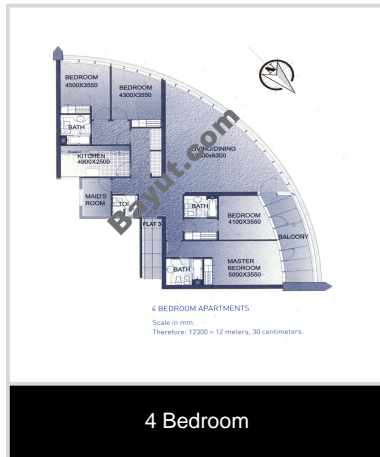 BEDROOM
4500X3550
BEDROOM
4300X3550
BATH
KITCHEN
4900X2500
LIVING/DINING
MAID'S
ROOM
FLAT 3
BATH
BEDROOM
4100X3550
BALCONY
BATH
MASTER
BEDROOM
5000X3550
Bayut.com
4 BEDROOM APARTMENTS
Scale in mm.
Therefore: 12300 = 12 meters, 30 centimeters.
4 Bedroom